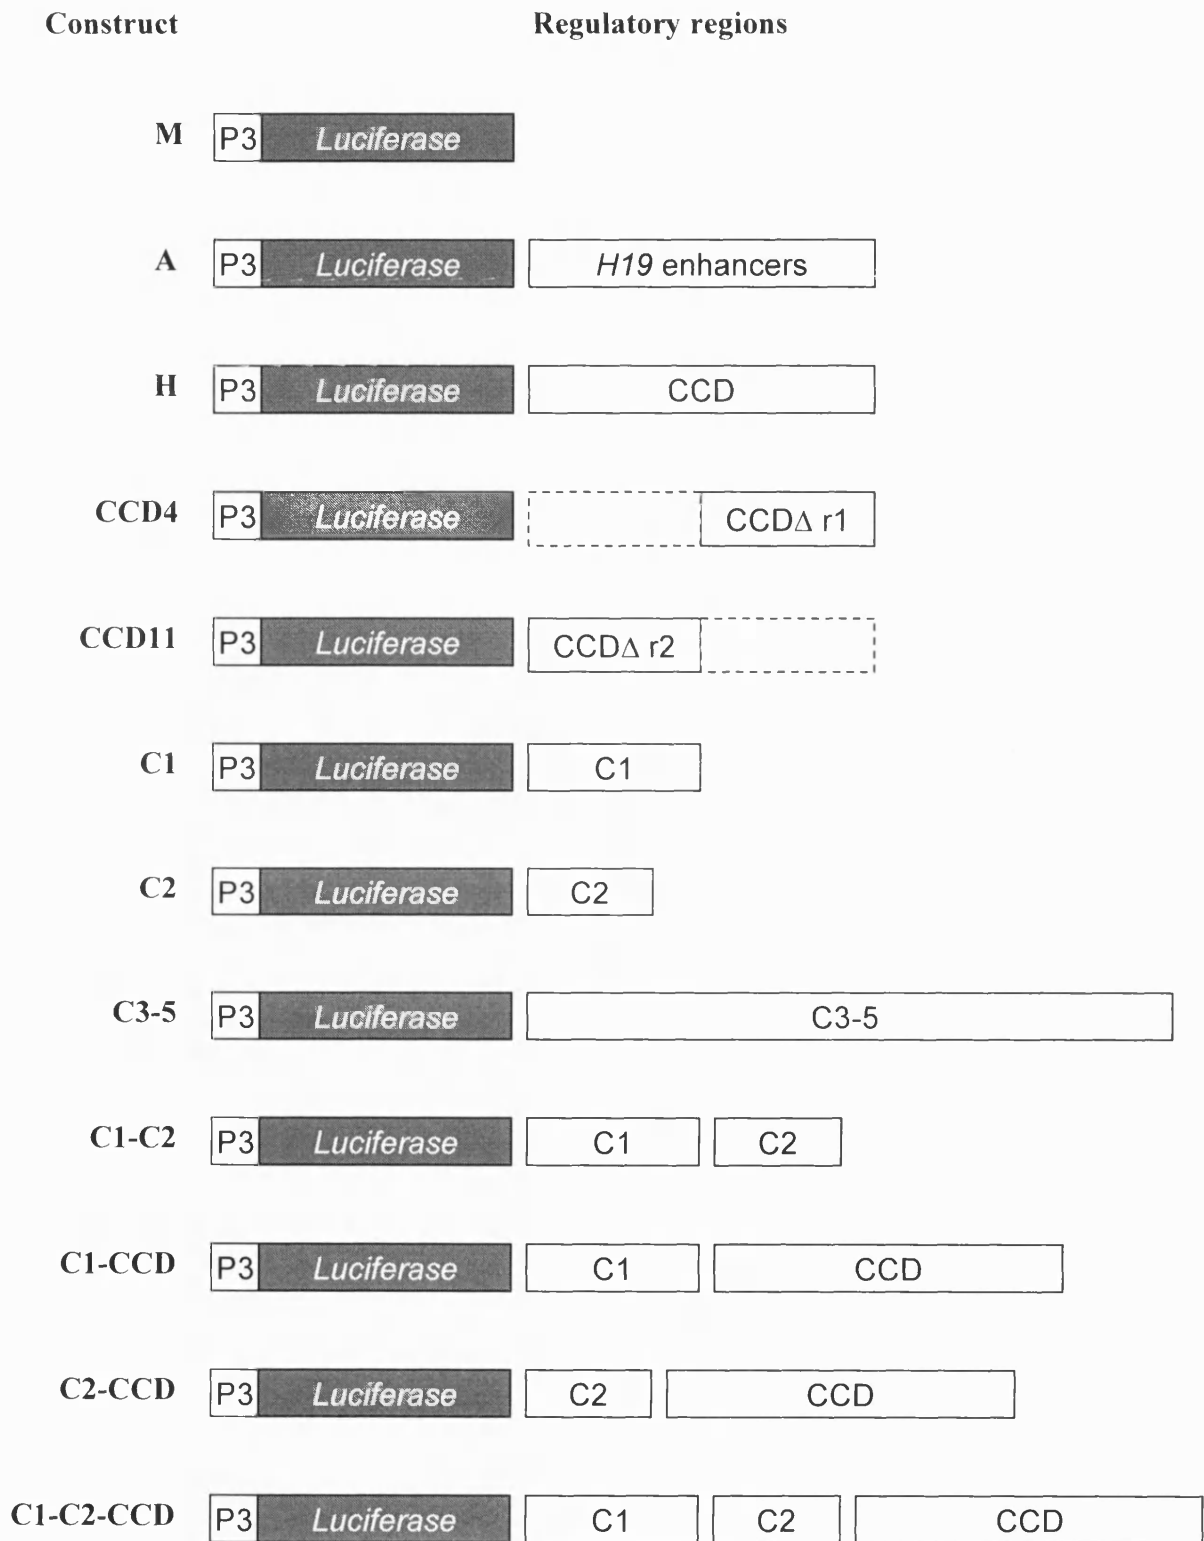 Construct Regulatory regions
M P3 Luciferase
A P3 Luciferase H19 enhancers
H P3 Luciferase CCD
CCD4 P3 Luciferase CCDΔ r1
CCD11 P3 Luciferase CCDΔ r2
C1 P3 Luciferase C1
C2 P3 Luciferase C2
C3-5 P3 Luciferase C3-5
C1-C2 P3 Luciferase C1 C2
C1-CCD P3 Luciferase C1 CCD
C2-CCD P3 Luciferase C2 CCD
C1-C2-CCD P3 Luciferase C1 C2 CCD